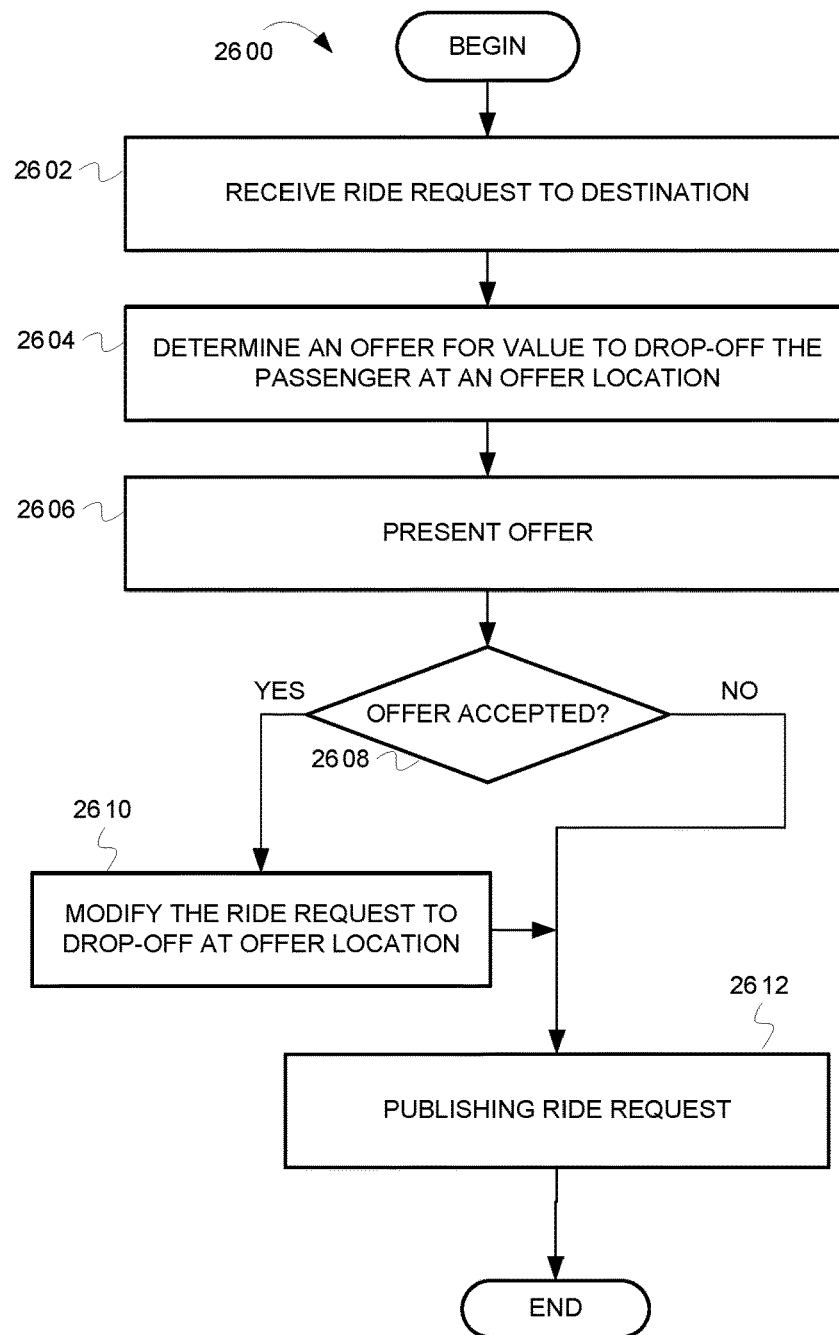 2600
BEGIN
2602
RECEIVE RIDE REQUEST TO DESTINATION
2604
DETERMINE AN OFFER FOR VALUE TO DROP-OFF THE
PASSENGER AT AN OFFER LOCATION
2606
PRESENT OFFER
YES
NO
OFFER ACCEPTED?
2608
2610
MODIFY THE RIDE REQUEST TO
DROP-OFF AT OFFER LOCATION
2612
PUBLISHING RIDE REQUEST
END